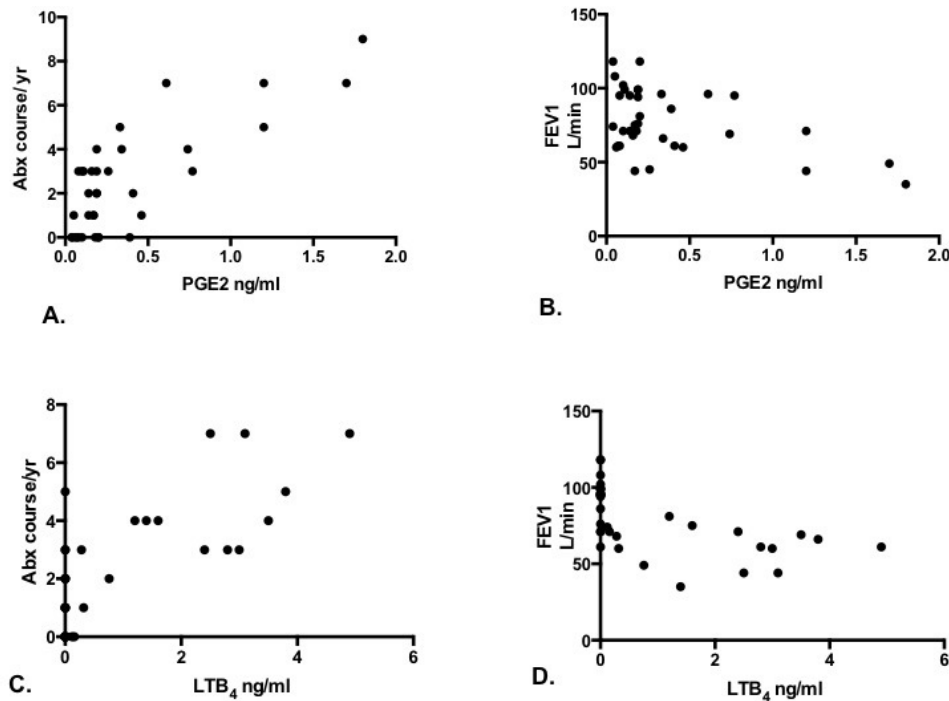 10
8
6
4
2
0
Abx course/ yr
0.0 0.5 1.0 1.5 2.0
PGE2 ng/ml
A.
150
100
50
0
FEV1
L/min
0.0 0.5 1.0 1.5 2.0
PGE2 ng/ml
B.
8
6
4
2
0
Abx course/yr
0 2 4 6
LTB4 ng/ml
C.
150
100
50
0
FEV1
L/min
0 2 4 6
LTB4 ng/ml
D.